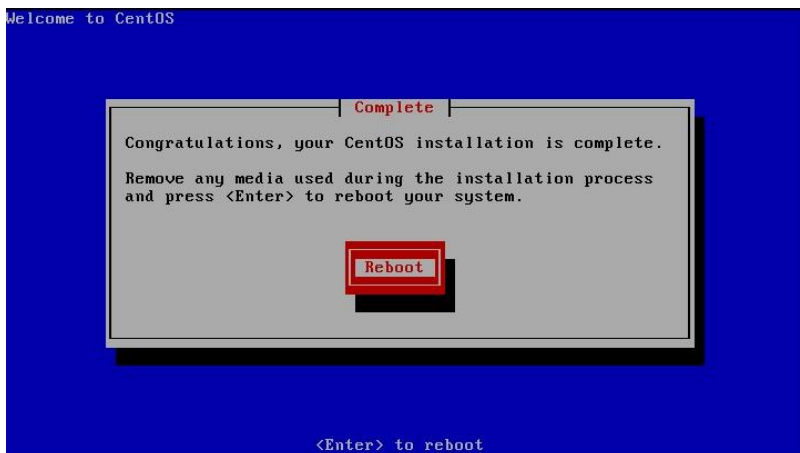 Welcome to CentOS
Complete
Congratulations, your CentOS installation is complete.
Remove any media used during the installation process
and press <Enter> to reboot your system.
Reboot
<Enter> to reboot